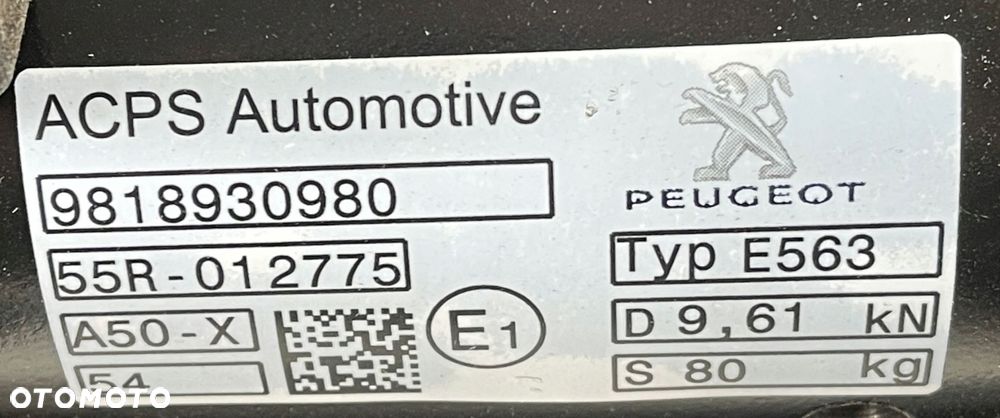 ACPS Automotive
9818930980
PEUGEOT
55R-012775
Typ E563
A50-X
E1
D 9,61 kN
54
S 80 kg
OTOMOTO